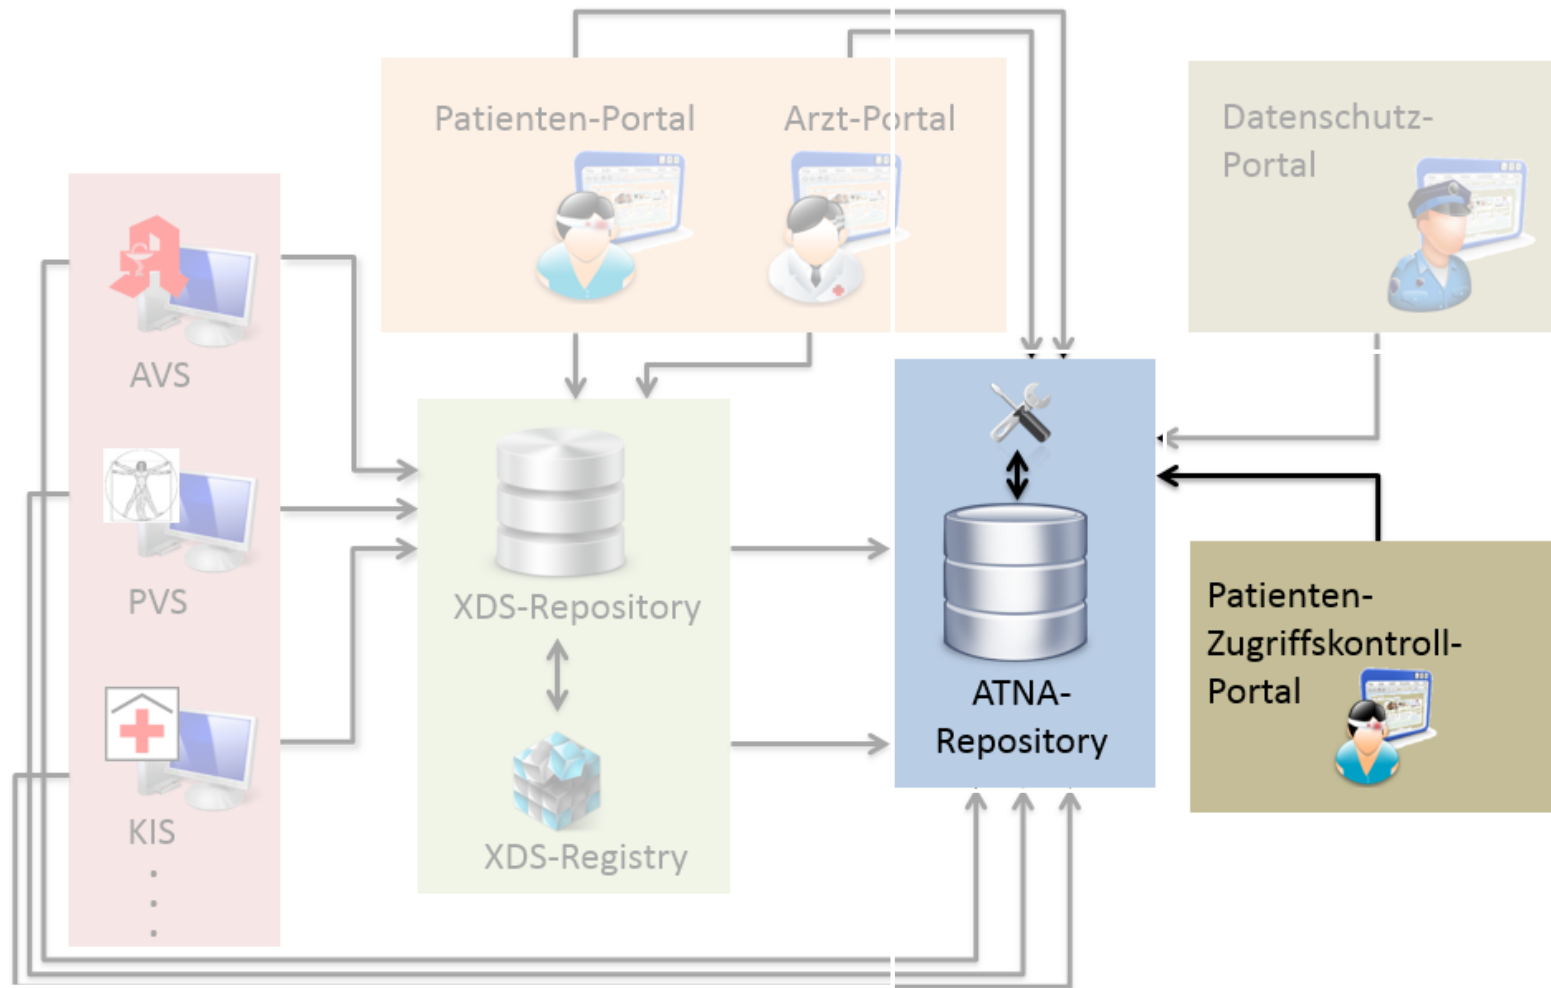 Patienten-Portal
Arzt-Portal
Datenschutz-
Portal
AVS
PVS
KIS
XDS-Repository
XDS-Registry
ATNA-
Repository
Patienten-
Zugriffskontroll-
Portal